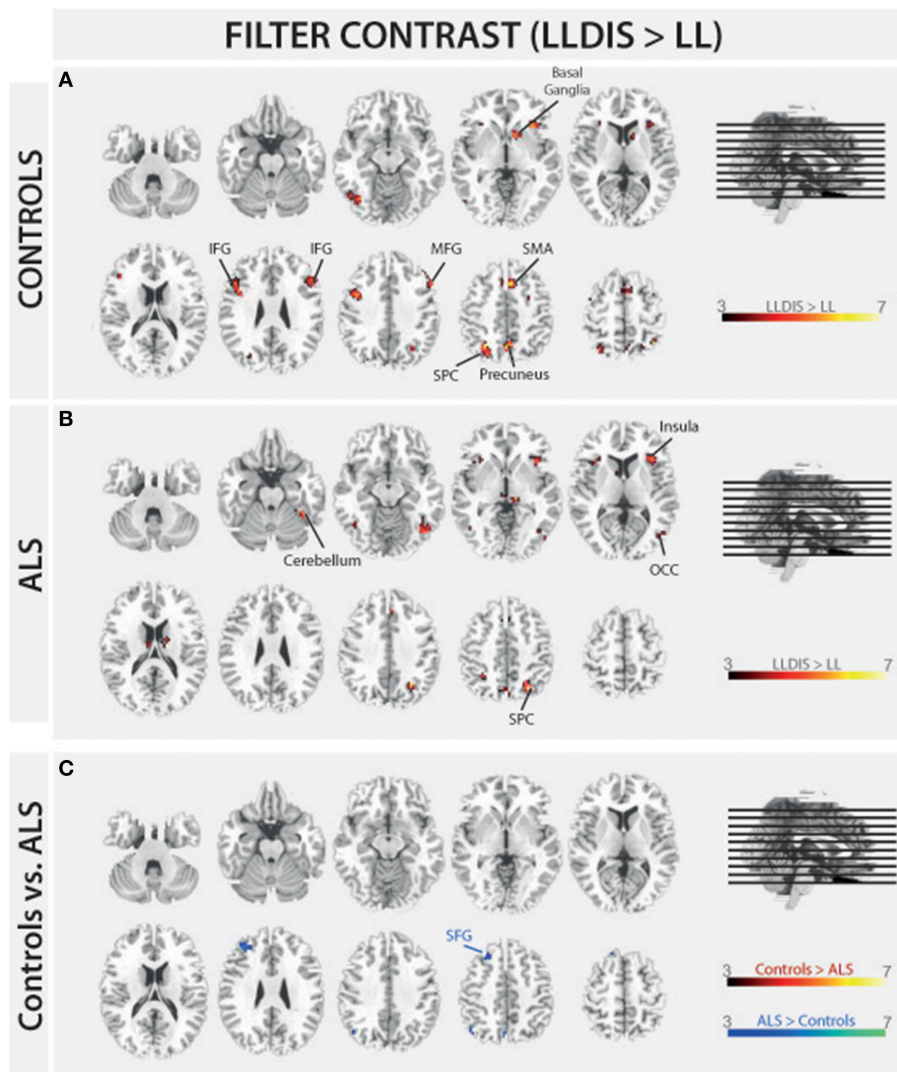 FILTER CONTRAST (LLDIS > LL)
CONTROLS
A
Basal
Ganglia
IFG
IFG
MFG
SMA
SPC
Precuneus
3 LLDIS > LL 7
ALS
B
Insula
Cerebellum
OCC
SPC
3 LLDIS > LL 7
Controls vs. ALS
C
SFG
3 Controls > ALS 7
3 ALS > Controls 7